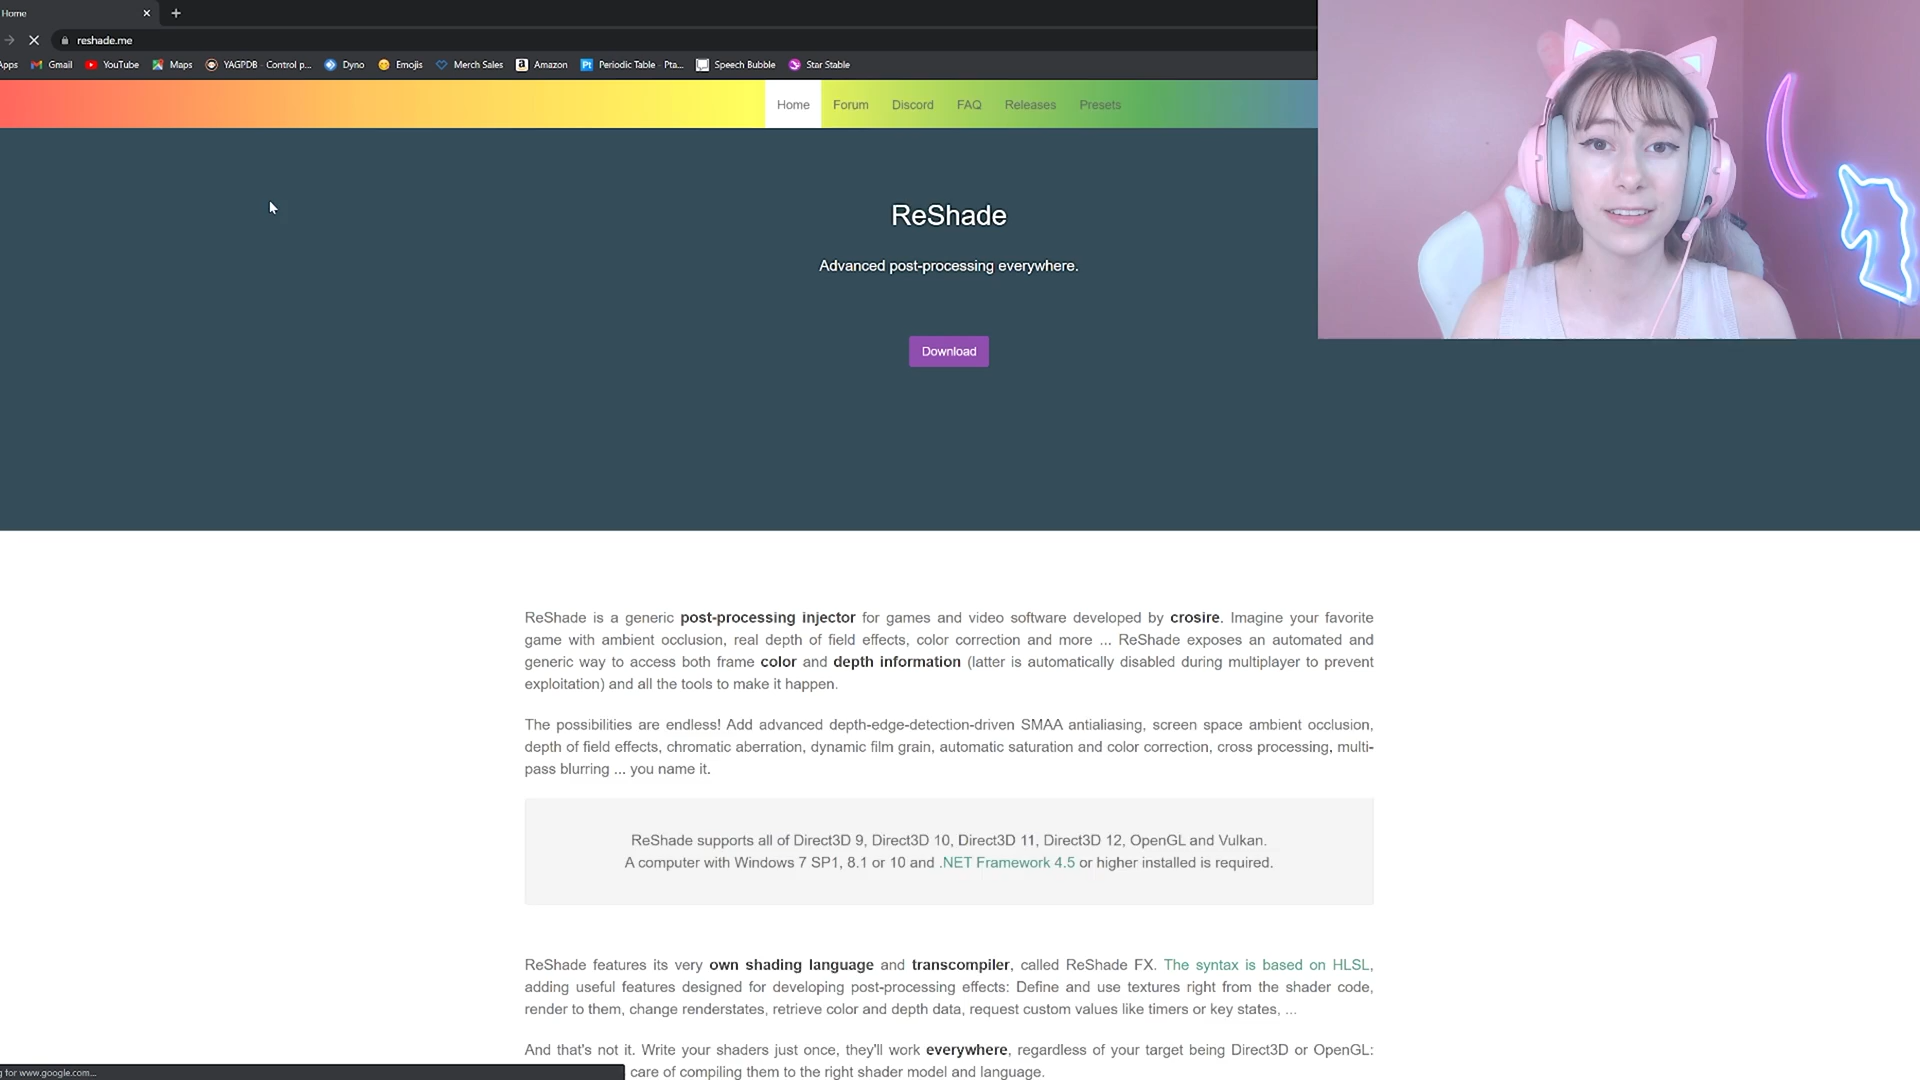 Home
reshade.me
Apps Gmail YouTube Maps YAGPDB - Control p... Dyno Emojis Merch Sales Amazon Periodic Table - Pta... Speech Bubble Star Stable
Home Forum Discord FAQ Releases Presets
ReShade
Advanced post-processing everywhere.
Download
ReShade is a generic post-processing injector for games and video software developed by crosire. Imagine your favorite
game with ambient occlusion, real depth of field effects, color correction and more ... ReShade exposes an automated and
generic way to access both frame color and depth information (latter is automatically disabled during multiplayer to prevent
exploitation) and all the tools to make it happen.
The possibilities are endless! Add advanced depth-edge-detection-driven SMAA antialiasing, screen space ambient occlusion,
depth of field effects, chromatic aberration, dynamic film grain, automatic saturation and color correction, cross processing, multi-
pass blurring ... you name it.
ReShade supports all of Direct3D 9, Direct3D 10, Direct3D 11, Direct3D 12, OpenGL and Vulkan.
A computer with Windows 7 SP1, 8.1 or 10 and .NET Framework 4.5 or higher installed is required.
ReShade features its very own shading language and transcompiler, called ReShade FX. The syntax is based on HLSL,
adding useful features designed for developing post-processing effects: Define and use textures right from the shader code,
render to them, change renderstates, retrieve color and depth data, request custom values like timers or key states, ...
And that's not it. Write your shaders just once, they'll work everywhere, regardless of your target being Direct3D or OpenGL:
care of compiling them to the right shader model and language.
g for www.google.com...